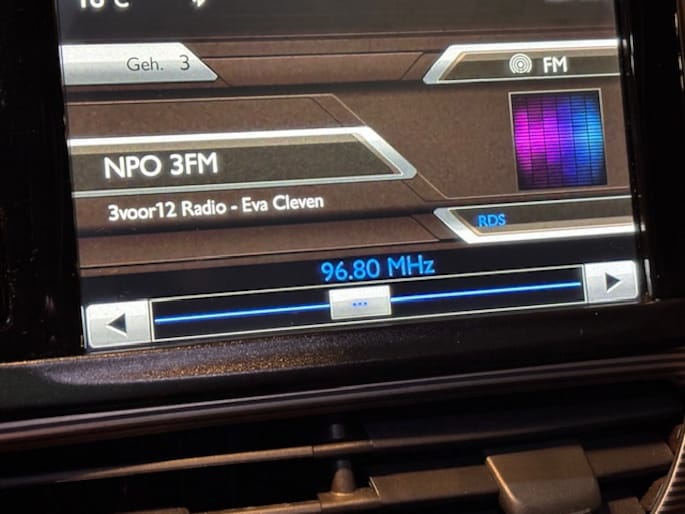 Geh. 3
FM
NPO 3FM
3voor12 Radio - Eva Cleven
RDS
96.80 MHz